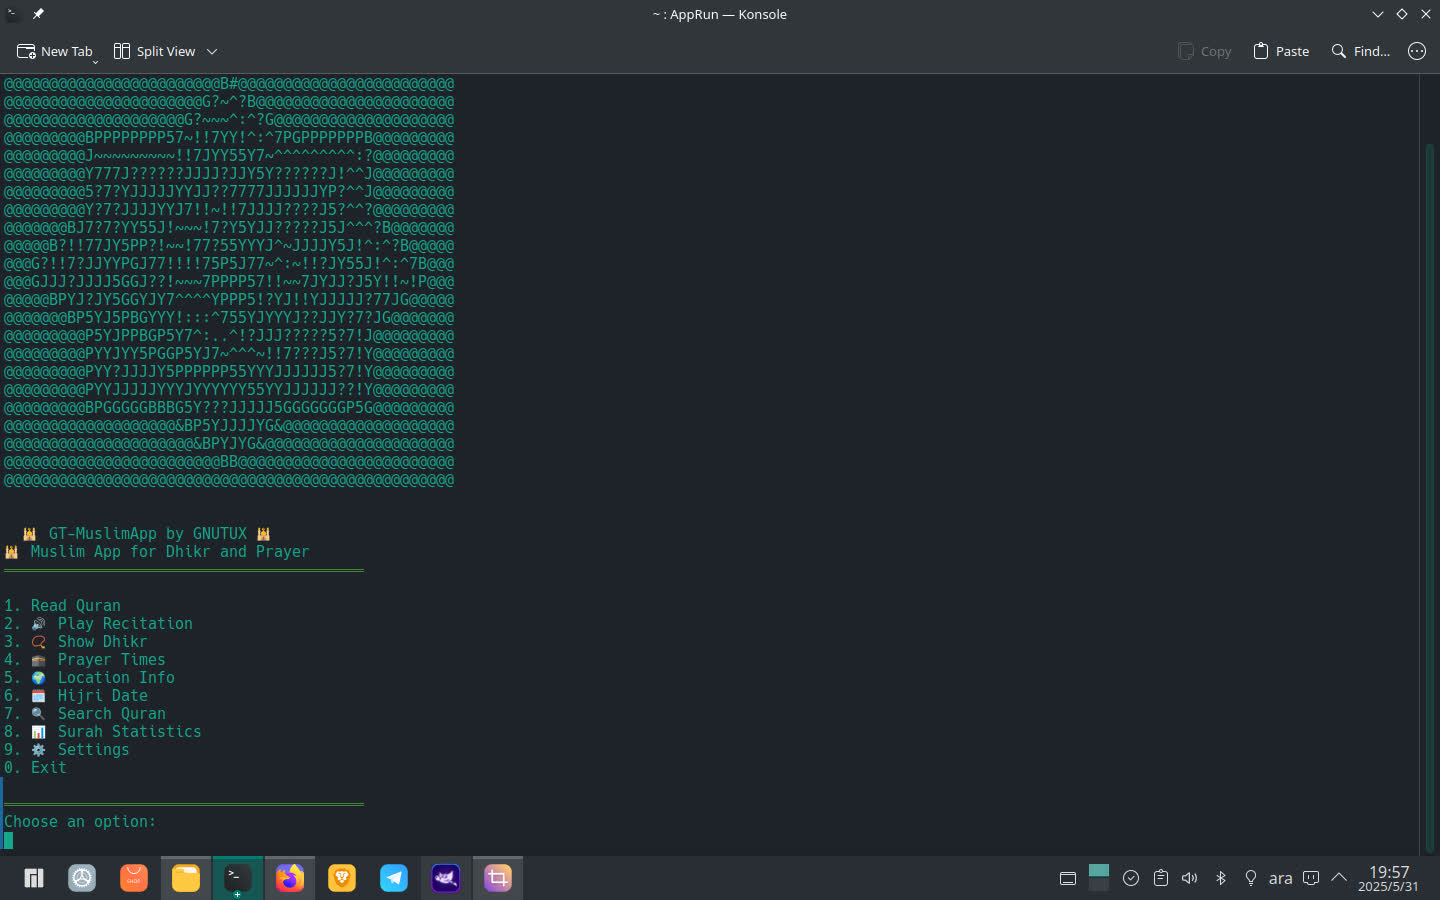 ~ : AppRun — Konsole
New Tab
Split View
Copy
Paste
Find...
@@@@@@@@@@@@@@@@@@@@@@@@B#@@@@@@@@@@@@@@@@@@@@@@@@
@@@@@@@@@@@@@@@@@@@@@@G?~^?B@@@@@@@@@@@@@@@@@@@@@@
@@@@@@@@@@@@@@@@@@@@G?~~~^:^?G@@@@@@@@@@@@@@@@@@@@
@@@@@@@@@BPPPPPPPP57~!!7YY!^:^7PGPPPPPPPB@@@@@@@@@
@@@@@@@@@J~~~~~~~~~!!7JYY55Y7~^^^^^^^^^:?@@@@@@@@@
@@@@@@@@@Y777J??????JJJJ?JJY5Y??????J!^^J@@@@@@@@@
@@@@@@@@@5?7?YJJJJJYYJJ??7777JJJJJJYP?^^J@@@@@@@@@
@@@@@@@@@Y?7?JJJJYYJ7!!~!!7JJJJ????J5?^^?@@@@@@@@@
@@@@@@@BJ7?7?YY55J!~~~!7?Y5YJJ?????J5J^^^?B@@@@@@@
@@@@@B?!!77JY5PP?!~~!77?55YYYJ^~JJJJY5J!^:^?B@@@@@
@@@G?!!7?JJYYPGJ77!!!!75P5J77~^:~!!?JY55J!^:^7B@@@
@@@GJJJ?JJJJ5GGJ??!~~~7PPPP57!!~~7JYJJ?J5Y!!~!P@@@
@@@@@BPYJ?JY5GGYJY7^^^^YPPP5!?YJ!!YJJJJJ?77JG@@@@@
@@@@@@@BP5YJ5PBGYYY!:::^755YJYYYJ??JJY?7?JG@@@@@@@
@@@@@@@@@P5YJPPBGP5Y7^:..^!?JJJ?????5?7!J@@@@@@@@@
@@@@@@@@@PYYJYY5PGGP5YJ7~^^^~!!7???J5?7!Y@@@@@@@@@
@@@@@@@@@PYY?JJJJY5PPPPPP55YYYJJJJJJ5?7!Y@@@@@@@@@
@@@@@@@@@PYYJJJJJYYYJYYYYYY55YYJJJJJJ??!Y@@@@@@@@@
@@@@@@@@@BPGGGGGBBBG5Y???JJJJJ5GGGGGGGP5G@@@@@@@@@
@@@@@@@@@@@@@@@@@@@&BP5YJJJJYG&@@@@@@@@@@@@@@@@@@@
@@@@@@@@@@@@@@@@@@@@@&BPYJYG&@@@@@@@@@@@@@@@@@@@@@
@@@@@@@@@@@@@@@@@@@@@@@@BB@@@@@@@@@@@@@@@@@@@@@@@@
@@@@@@@@@@@@@@@@@@@@@@@@@@@@@@@@@@@@@@@@@@@@@@@@@@
🕌 GT-MuslimApp by GNUTUX 🕌
🕌 Muslim App for Dhikr and Prayer
1. Read Quran
2. 🔊 Play Recitation
3. 📿 Show Dhikr
4. 🕋 Prayer Times
5. 🌍 Location Info
6. 🗓️ Hijri Date
7. 🔍 Search Quran
8. 📊 Surah Statistics
9. ⚙️ Settings
0. Exit
Choose an option:
ara
19:57
2025/5/31